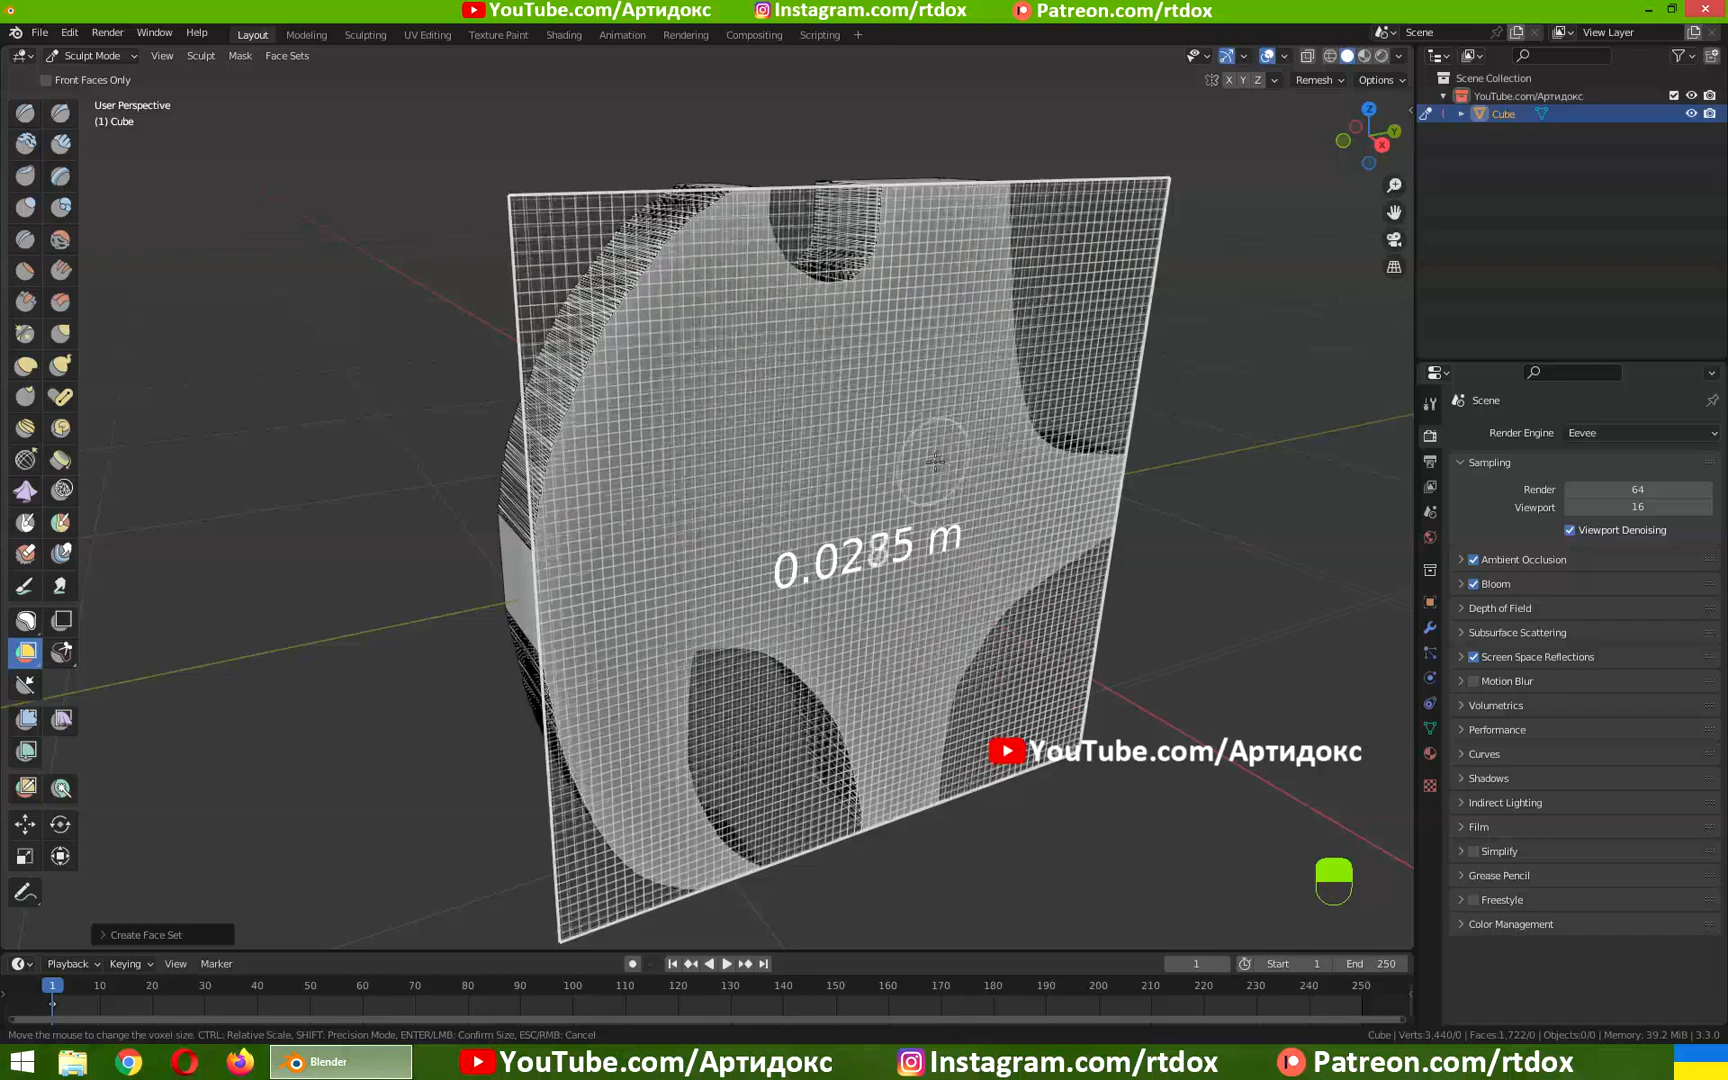 YouTube.com/Артидокс Instagram.com/rtdox Patreon.com/rtdox
File Edit Render Window Help Layout Modeling Sculpting UV Editing Texture Paint Shading Animation Rendering Compositing Scripting + Scene View Layer
Sculpt Mode View Sculpt Mask Face Sets
Front Faces Only X Y Z Remesh Options
User Perspective
(1) Cube
Scene Collection
YouTube.com/Артидокс
Cube
Z
Y
X
0.0285 m
YouTube.com/Артидокс
Scene
Render Engine Eevee
Sampling
Render 64
Viewport 16
Viewport Denoising
Ambient Occlusion
Bloom
Depth of Field
Subsurface Scattering
Screen Space Reflections
Motion Blur
Volumetrics
Performance
Curves
Shadows
Indirect Lighting
Film
Simplify
Grease Pencil
Freestyle
Color Management
Create Face Set
Playback Keying View Marker 1 Start 1 End 250
1 10 20 30 40 50 60 70 80 90 100 110 120 130 140 150 160 170 180 190 200 210 220 230 240 250
Move the mouse to change the voxel size. CTRL: Relative Scale, SHIFT: Precision Mode, ENTER/LMB: Confirm Size, ESC/RMB: Cancel
Cube | Verts:3,440/0 | Faces:1,722/0 | Objects:0/0 | Memory: 39.2 MiB | 3.3.0
Blender YouTube.com/Артидокс Instagram.com/rtdox Patreon.com/rtdox